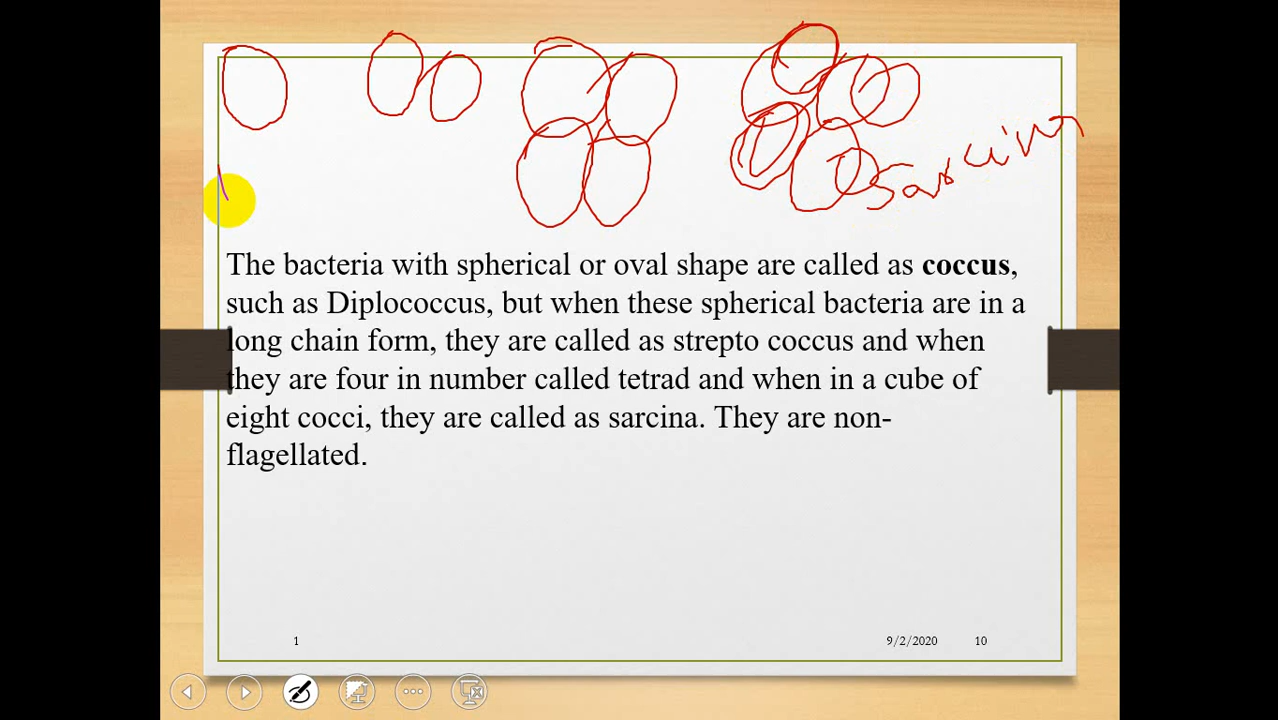 sarcina
The bacteria with spherical or oval shape are called as coccus,
such as Diplococcus, but when these spherical bacteria are in a
long chain form, they are called as strepto coccus and when
they are four in number called tetrad and when in a cube of
eight cocci, they are called as sarcina. They are non-
flagellated.
1 9/2/2020 10